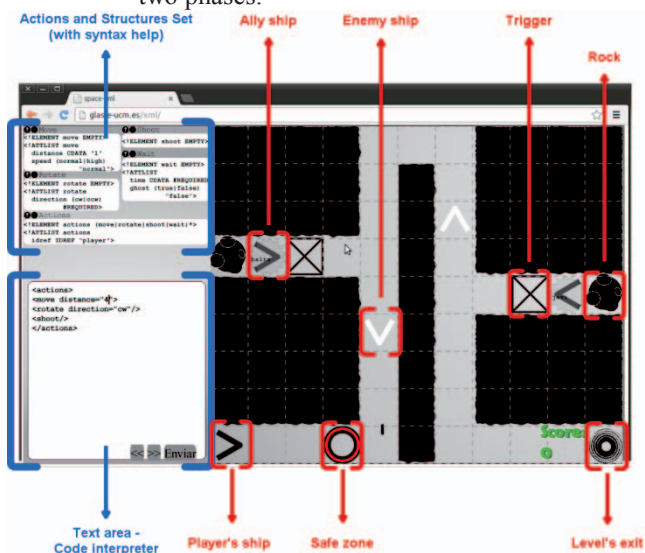 two phases.
Actions and Structures Set
(with syntax help)
Ally ship
Enemy ship
Trigger
Rock
space-xml
glasse-ucm.es/xml/
Move
<!ELEMENT move EMPTY>
<!ATTLIST move
distance CDATA "1"
speed (normal|high)
"normal">
Rotate
<!ELEMENT rotate EMPTY>
<!ATTLIST rotate
direction (cw|ccw)
#REQUIRED>
Shoot
<!ELEMENT shoot EMPTY>
Wait
<!ELEMENT wait EMPTY>
<!ATTLIST
time CDATA #REQUIRED
ghost (true|false)
"false">
Actions
<!ELEMENT actions (move|rotate|shoot|wait)*>
<!ATTLIST actions
idref IDREF "player">
<actions>
<move distance="4">
<rotate direction="cw"/>
<shoot/>
</actions>
<< >> Enviar
Score:
0
Text area -
Code interpreter
Player's ship
Safe zone
Level's exit